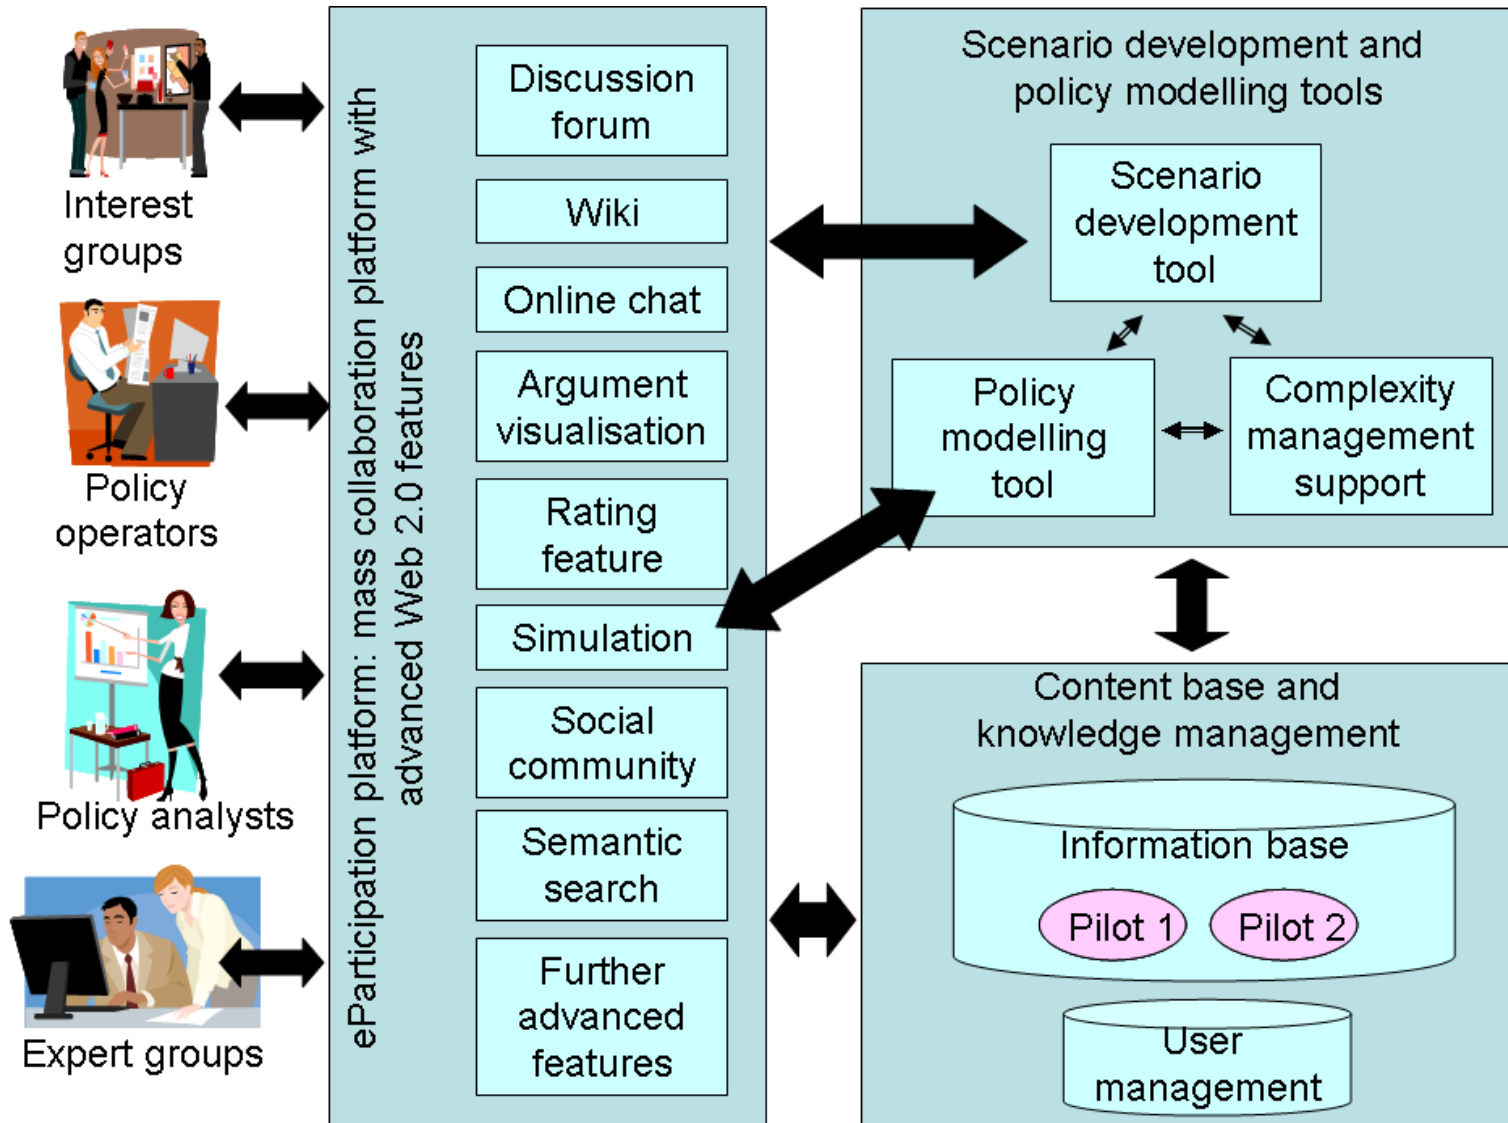 Interest
groups
Policy
operators
Policy analysts
Expert groups
eParticipation platform: mass collaboration platform with
advanced Web 2.0 features
Discussion
forum
Wiki
Online chat
Argument
visualisation
Rating
feature
Simulation
Social
community
Semantic
search
Further
advanced
features
Scenario development and
policy modelling tools
Scenario
development
tool
Policy
modelling
tool
Complexity
management
support
Content base and
knowledge management
Information base
Pilot 1
Pilot 2
User
management